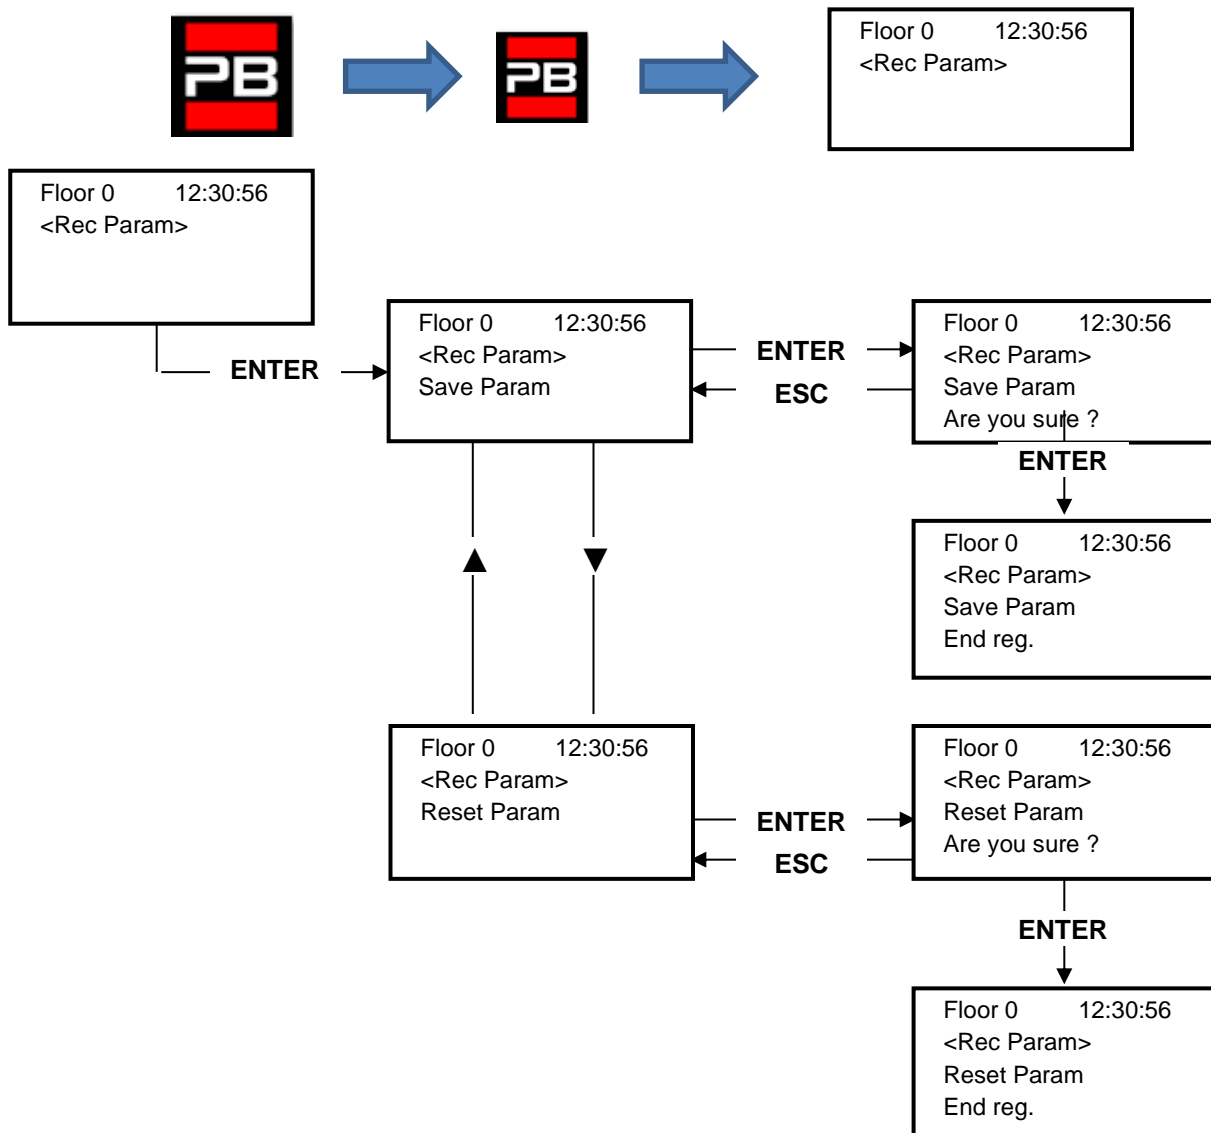 PB
PB
Floor 0 12:30:56
<Rec Param>
Floor 0 12:30:56
<Rec Param>
ENTER
Floor 0 12:30:56
<Rec Param>
Save Param
ENTER
ESC
Floor 0 12:30:56
<Rec Param>
Save Param
Are you sure ?
ENTER
Floor 0 12:30:56
<Rec Param>
Save Param
End reg.
▲ ▼
Floor 0 12:30:56
<Rec Param>
Reset Param
ENTER
ESC
Floor 0 12:30:56
<Rec Param>
Reset Param
Are you sure ?
ENTER
Floor 0 12:30:56
<Rec Param>
Reset Param
End reg.